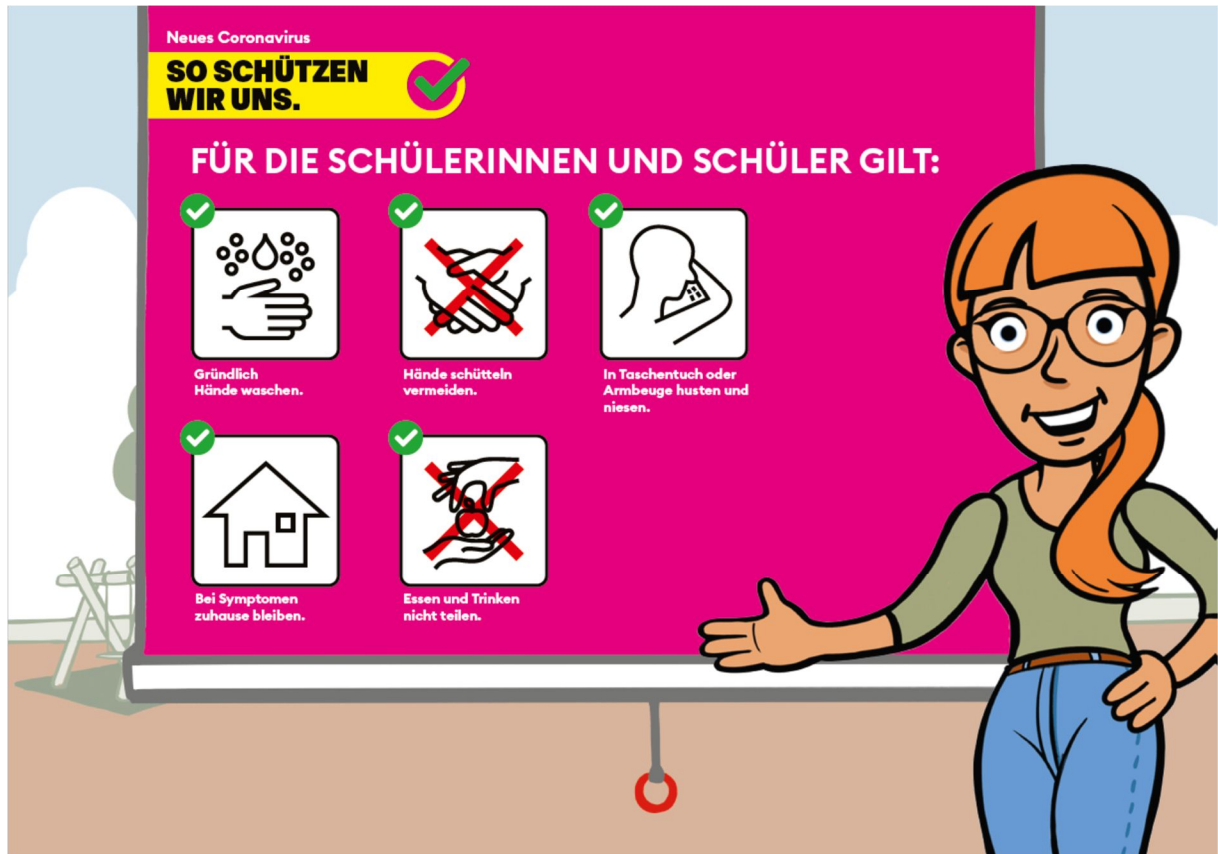 Neues Coronavirus
SO SCHÜTZEN
WIR UNS.
FÜR DIE SCHÜLERINNEN UND SCHÜLER GILT:
Gründlich
Hände waschen.
Hände schütteln
vermeiden.
In Taschentuch oder
Armbeuge husten und
niesen.
Bei Symptomen
zuhause bleiben.
Essen und Trinken
nicht teilen.